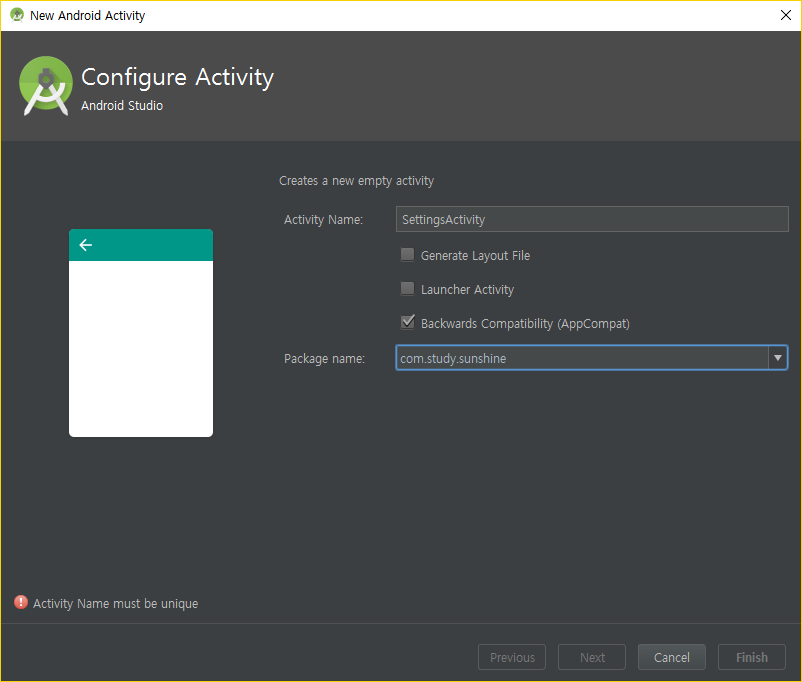 New Android Activity
Configure Activity
Android Studio
Creates a new empty activity
Activity Name: SettingsActivity
Generate Layout File
Launcher Activity
Backwards Compatibility (AppCompat)
Package name: com.study.sunshine
Activity Name must be unique
Previous Next Cancel Finish